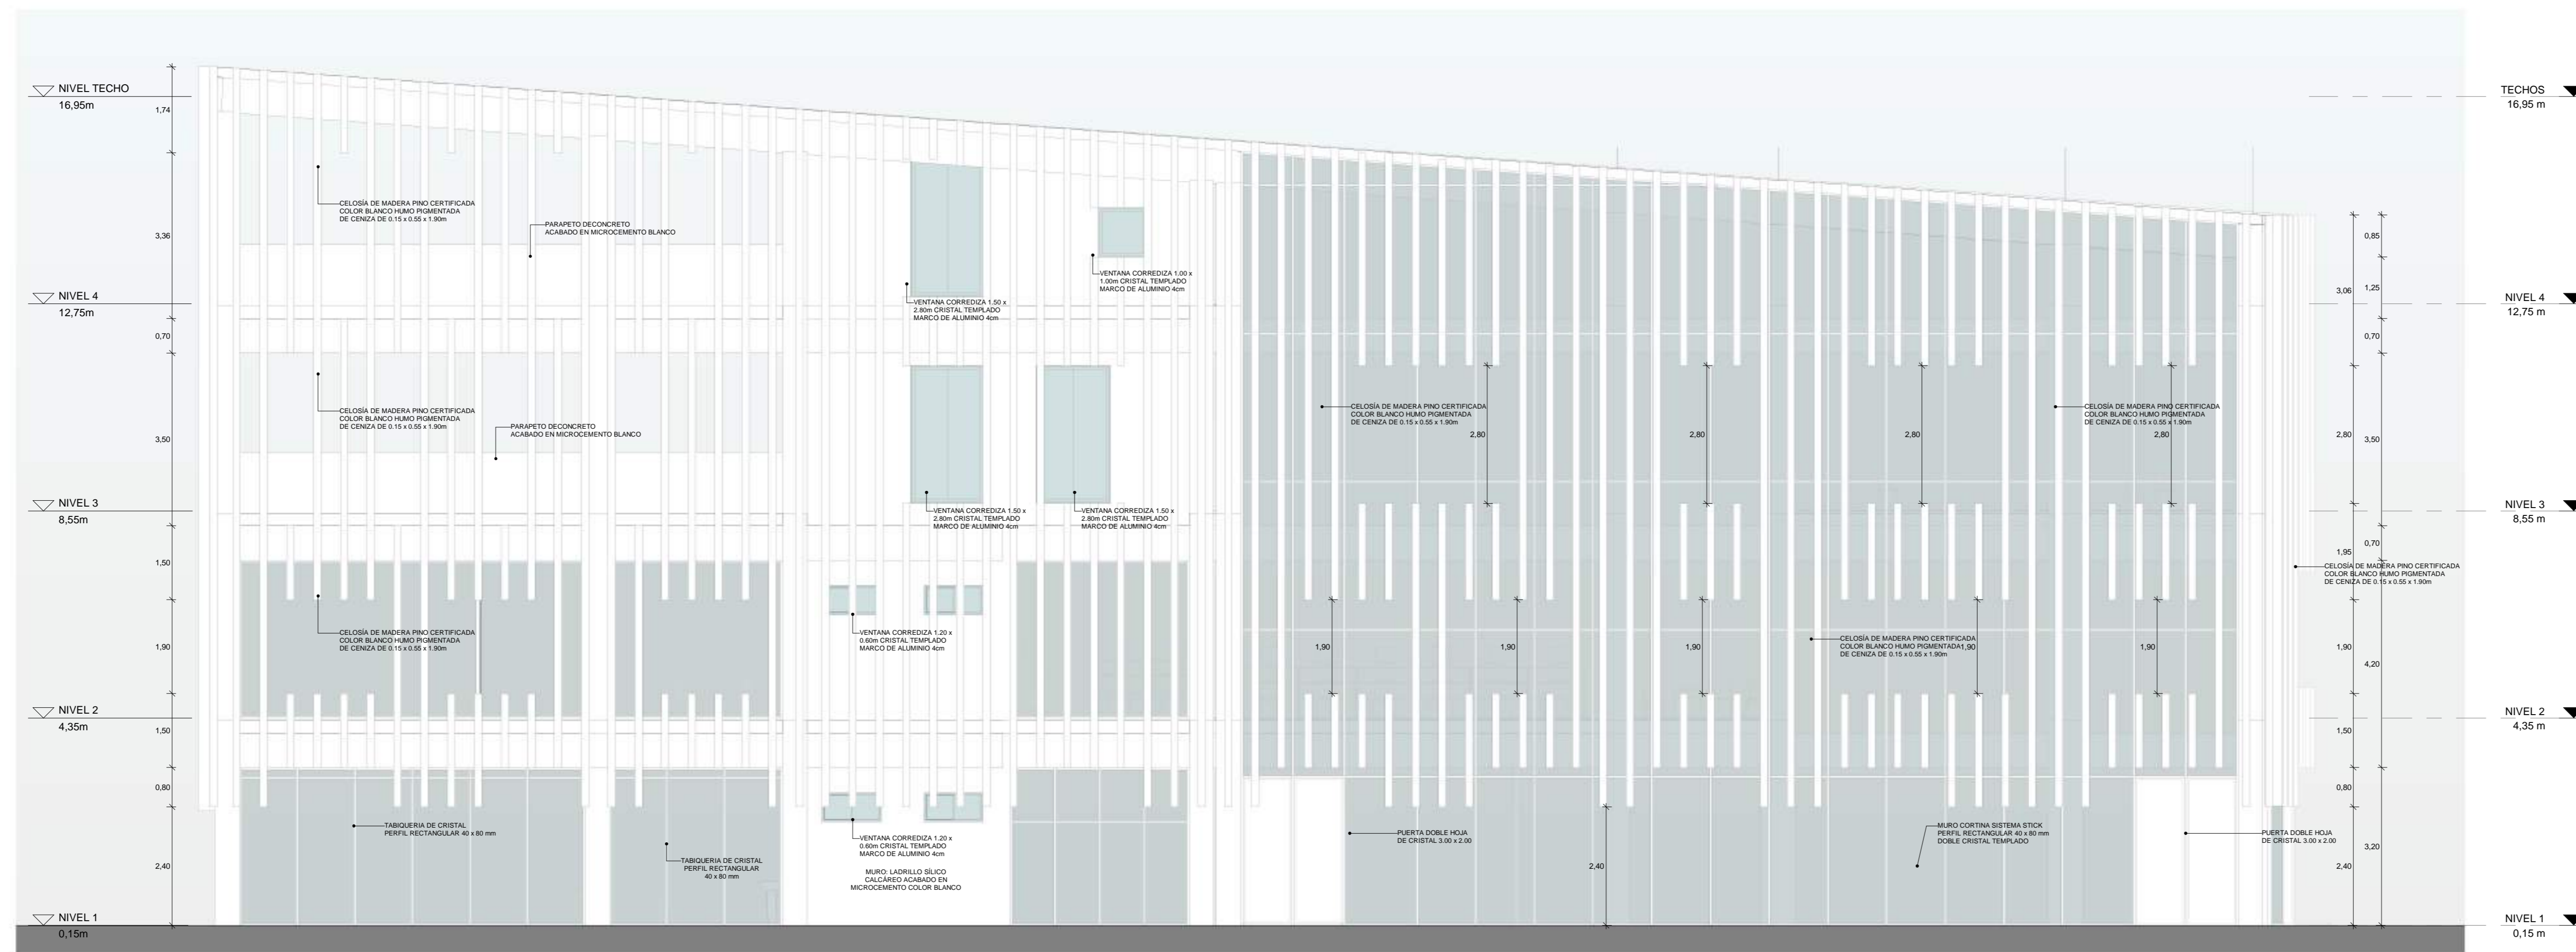 NIVEL TECHO
16,95m
NIVEL 4
12,75m
NIVEL 3
8,55m
NIVEL 2
4,35m
NIVEL 1
0,15m
1,74
3,36
0,70
3,50
1,50
1,90
1,50
0,80
2,40
CELOSÍA DE MADERA PINO CERTIFICADA
COLOR BLANCO HUMO PIGMENTADA
DE CENIZA DE 0.15 x 0.55 x 1.90m
PARAPETO DECONCRETO
ACABADO EN MICROCEMENTO BLANCO
CELOSÍA DE MADERA PINO CERTIFICADA
COLOR BLANCO HUMO PIGMENTADA
DE CENIZA DE 0.15 x 0.55 x 1.90m
PARAPETO DECONCRETO
ACABADO EN MICROCEMENTO BLANCO
CELOSÍA DE MADERA PINO CERTIFICADA
COLOR BLANCO HUMO PIGMENTADA
DE CENIZA DE 0.15 x 0.55 x 1.90m
TABIQUERIA DE CRISTAL
PERFIL RECTANGULAR 40 x 80 mm
TABIQUERIA DE CRISTAL
PERFIL RECTANGULAR
40 x 80 mm
VENTANA CORREDIZA 1.50 x
2.80m CRISTAL TEMPLADO
MARCO DE ALUMINIO 4cm
VENTANA CORREDIZA 1.00 x
1.00m CRISTAL TEMPLADO
MARCO DE ALUMINIO 4cm
VENTANA CORREDIZA 1.50 x
2.80m CRISTAL TEMPLADO
MARCO DE ALUMINIO 4cm
VENTANA CORREDIZA 1.50 x
2.80m CRISTAL TEMPLADO
MARCO DE ALUMINIO 4cm
VENTANA CORREDIZA 1.20 x
0.60m CRISTAL TEMPLADO
MARCO DE ALUMINIO 4cm
VENTANA CORREDIZA 1.20 x
0.60m CRISTAL TEMPLADO
MARCO DE ALUMINIO 4cm
MURO: LADRILLO SÍLICO
CALCÁREO ACABADO EN
MICROCEMENTO COLOR BLANCO
CELOSÍA DE MADERA PINO CERTIFICADA
COLOR BLANCO HUMO PIGMENTADA
DE CENIZA DE 0.15 x 0.55 x 1.90m
CELOSÍA DE MADERA PINO CERTIFICADA
COLOR BLANCO HUMO PIGMENTADA
DE CENIZA DE 0.15 x 0.55 x 1.90m
2,80
2,80
2,80
2,80
CELOSÍA DE MADERA PINO CERTIFICADA
COLOR BLANCO HUMO PIGMENTADA
DE CENIZA DE 0.15 x 0.55 x 1.90m
1,90
1,90
1,90
1,90
1,90
PUERTA DOBLE HOJA
DE CRISTAL 3.00 x 2.00
2,40
MURO CORTINA SISTEMA STICK
PERFIL RECTANGULAR 40 x 80 mm
DOBLE CRISTAL TEMPLADO
PUERTA DOBLE HOJA
DE CRISTAL 3.00 x 2.00
CELOSÍA DE MADERA PINO CERTIFICADA
COLOR BLANCO HUMO PIGMENTADA
DE CENIZA DE 0.15 x 0.55 x 1.90m
3,06
2,80
1,95
1,90
1,50
0,80
2,40
0,85
1,25
0,70
3,50
0,70
4,20
3,20
TECHOS
16,95 m
NIVEL 4
12,75 m
NIVEL 3
8,55 m
NIVEL 2
4,35 m
NIVEL 1
0,15 m